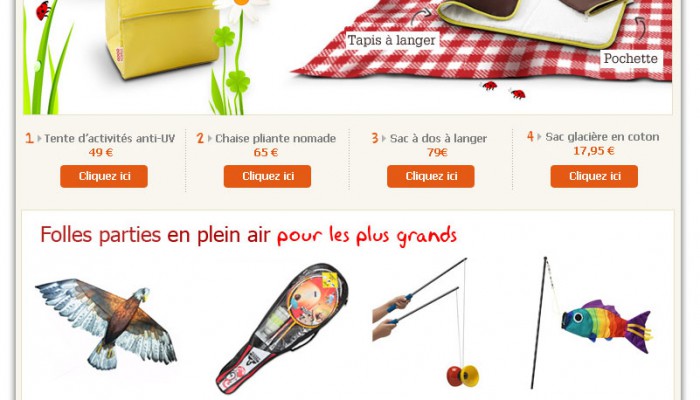 Tapis à langer
Pochette
1 Tente d'activités anti-UV
49 €
Cliquez ici
2 Chaise pliante nomade
65 €
Cliquez ici
3 Sac à dos à langer
79€
Cliquez ici
4 Sac glacière en coton
17,95 €
Cliquez ici
Folles parties en plein air pour les plus grands